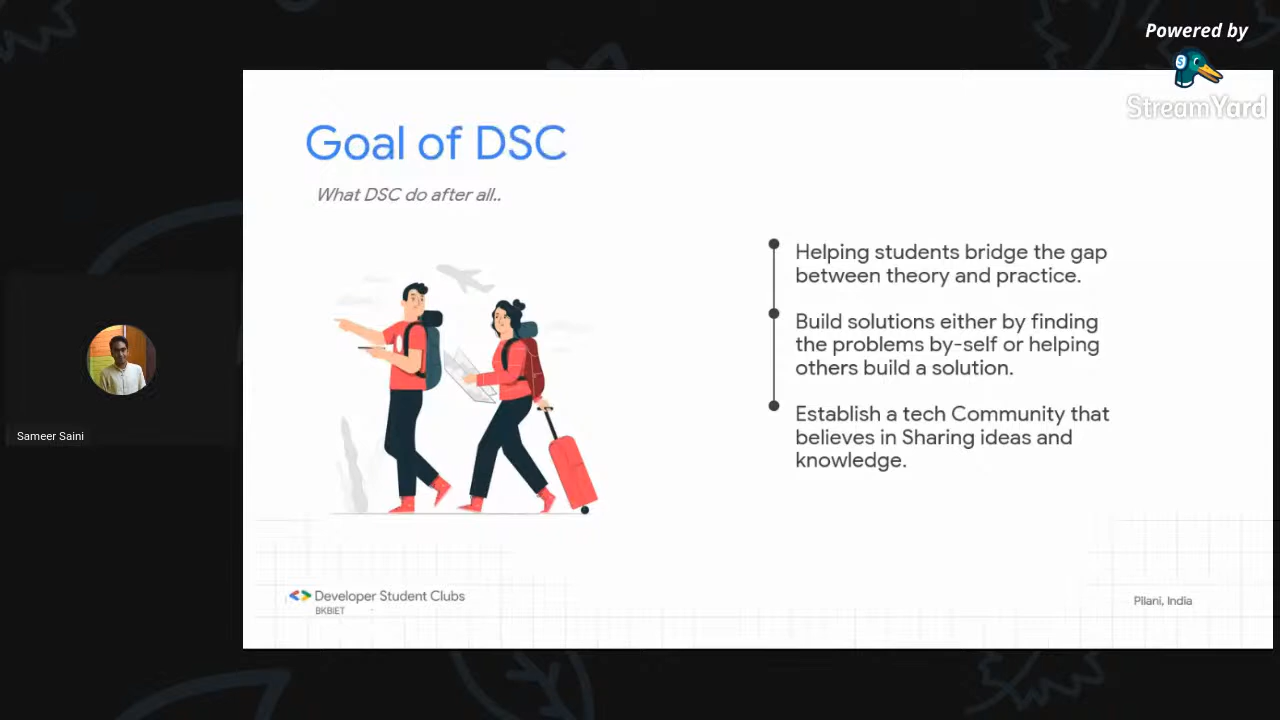 Powered by
StreamYard
Goal of DSC
What DSC do after all..
Helping students bridge the gap
between theory and practice.
Build solutions either by finding
the problems by-self or helping
others build a solution.
Establish a tech Community that
believes in Sharing ideas and
knowledge.
Sameer Saini
Developer Student Clubs
BKBIET
Pilani, India